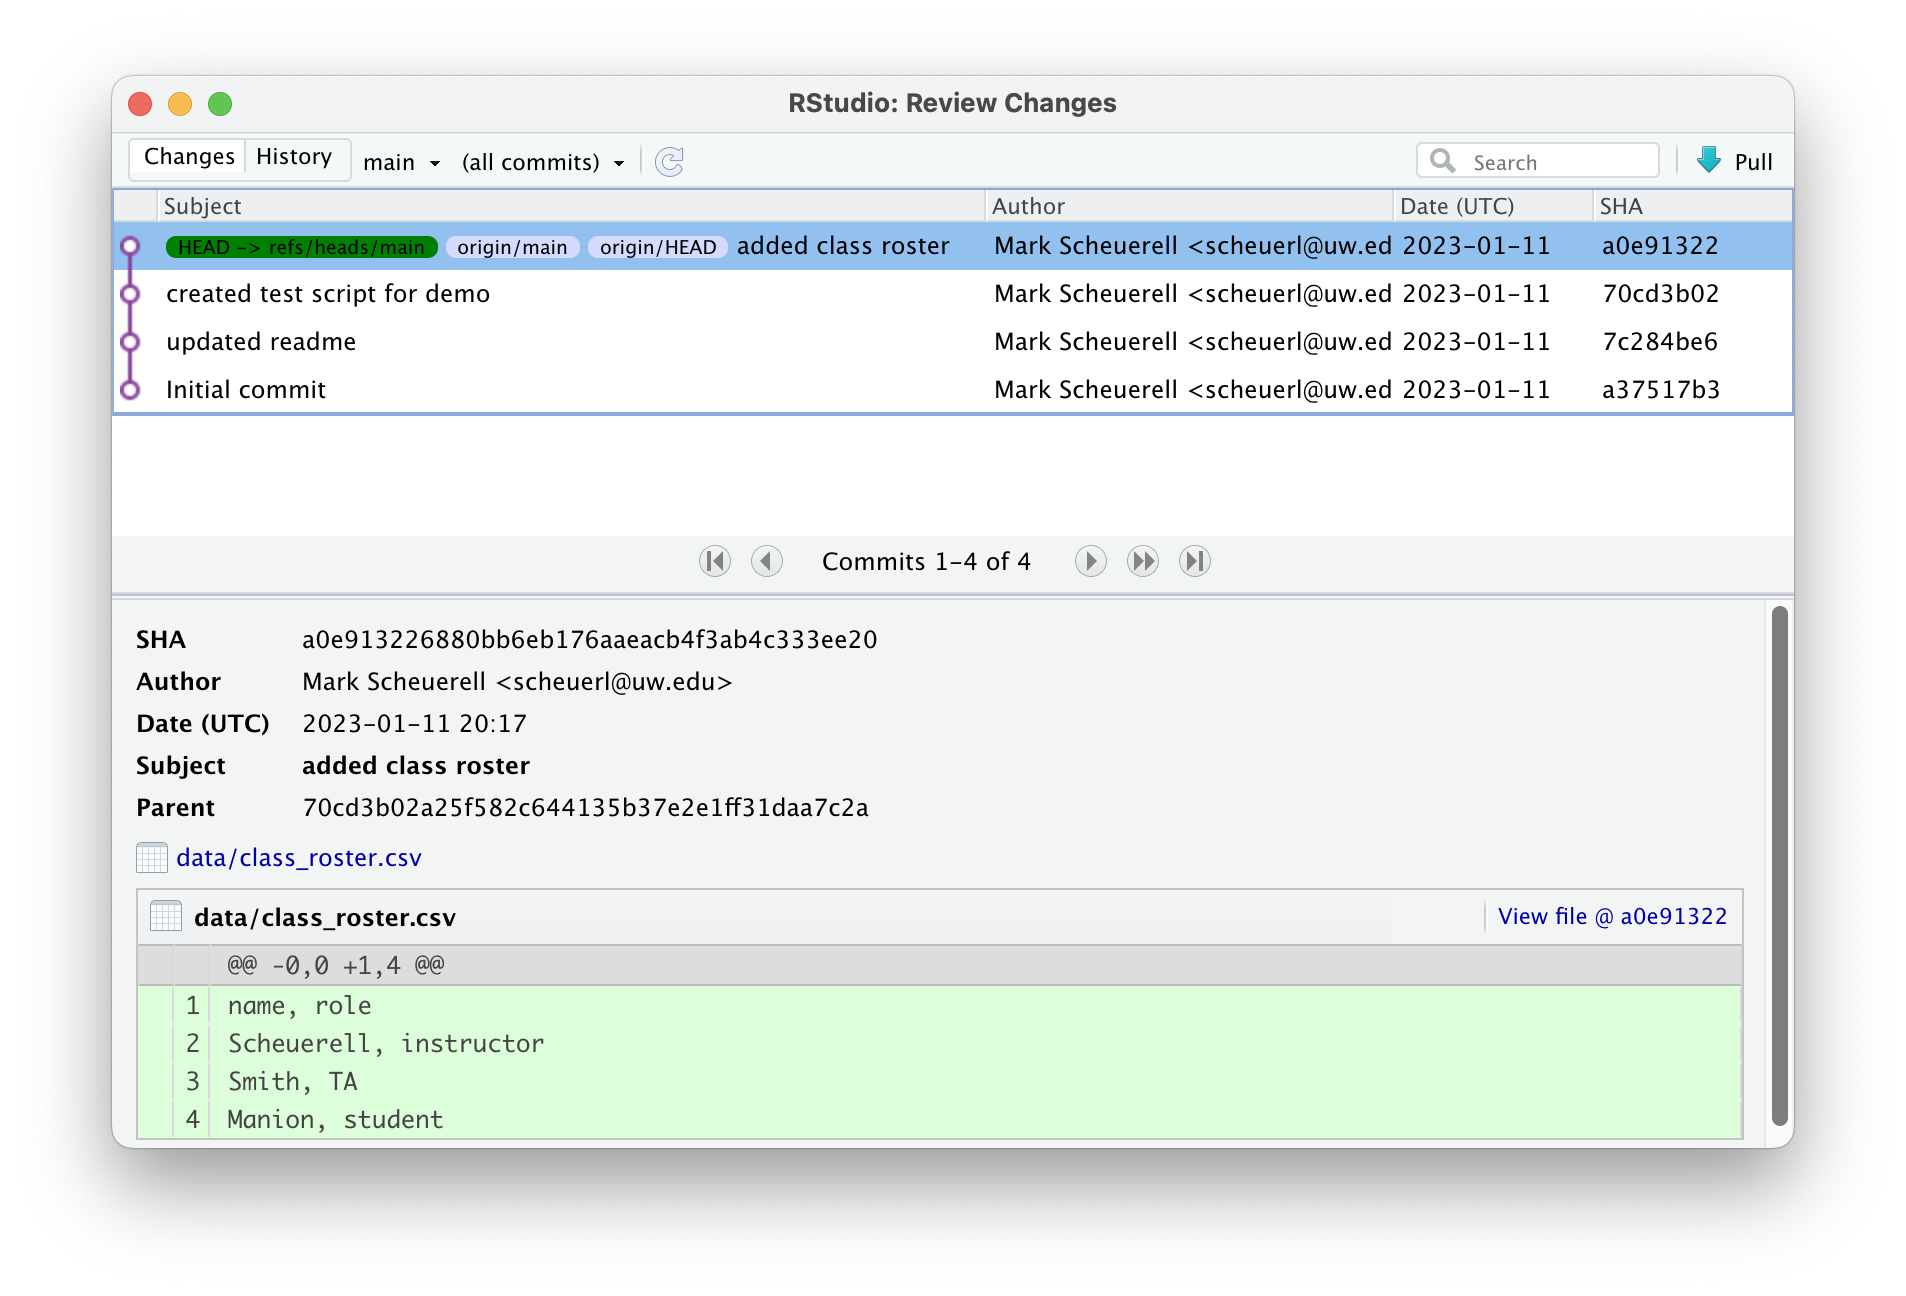 RStudio: Review Changes
Changes History main (all commits) Search Pull
Subject Author Date (UTC) SHA
HEAD -> refs/heads/main origin/main origin/HEAD added class roster Mark Scheuerell <scheuerl@uw.ed 2023-01-11 a0e91322
created test script for demo Mark Scheuerell <scheuerl@uw.ed 2023-01-11 70cd3b02
updated readme Mark Scheuerell <scheuerl@uw.ed 2023-01-11 7c284be6
Initial commit Mark Scheuerell <scheuerl@uw.ed 2023-01-11 a37517b3
Commits 1-4 of 4
SHA a0e913226880bb6eb176aaeacb4f3ab4c333ee20
Author Mark Scheuerell <scheuerl@uw.edu>
Date (UTC) 2023-01-11 20:17
Subject added class roster
Parent 70cd3b02a25f582c644135b37e2e1ff31daa7c2a
data/class_roster.csv
data/class_roster.csv View file @ a0e91322
@@ -0,0 +1,4 @@
1 name, role
2 Scheuerell, instructor
3 Smith, TA
4 Manion, student